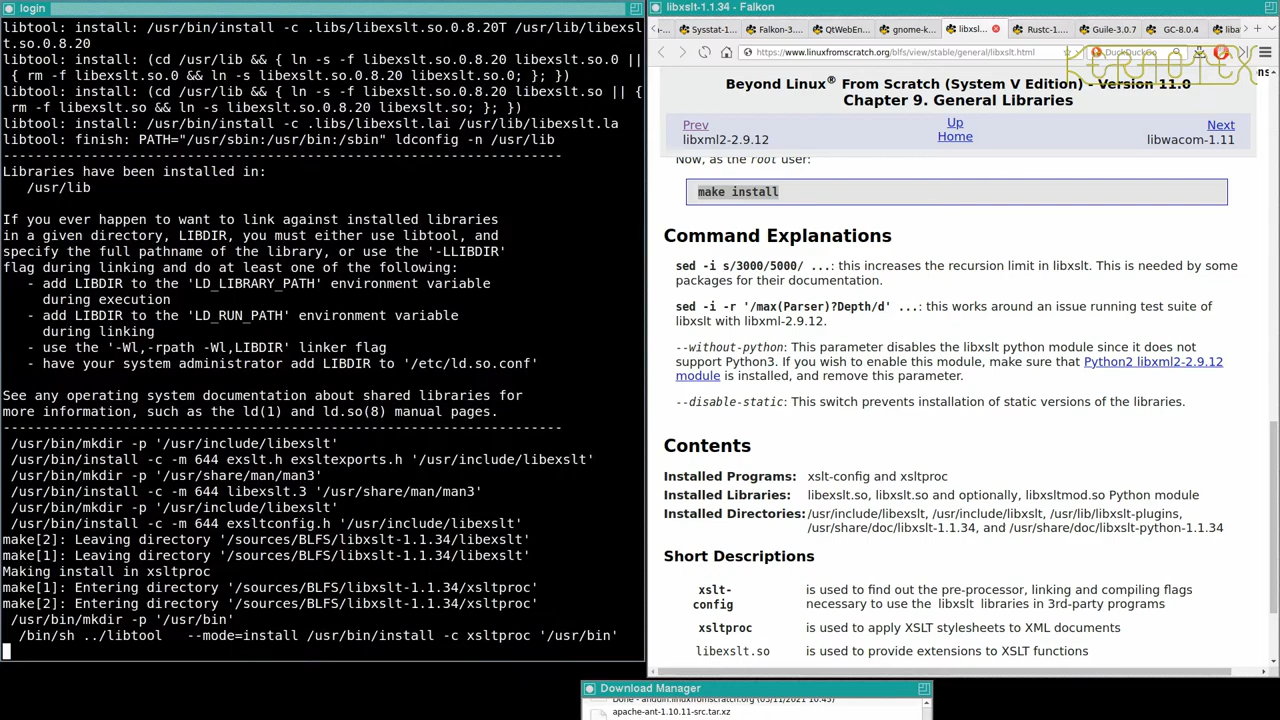 login
libtool: install: /usr/bin/install -c .libs/libexslt.so.0.8.20T /usr/lib/libexsl
t.so.0.8.20
libtool: install: (cd /usr/lib && { ln -s -f libexslt.so.0.8.20 libexslt.so.0 ||
 { rm -f libexslt.so.0 && ln -s libexslt.so.0.8.20 libexslt.so.0; }; })
libtool: install: (cd /usr/lib && { ln -s -f libexslt.so.0.8.20 libexslt.so || {
 rm -f libexslt.so && ln -s libexslt.so.0.8.20 libexslt.so; }; })
libtool: install: /usr/bin/install -c .libs/libexslt.lai /usr/lib/libexslt.la
libtool: finish: PATH="/usr/sbin:/usr/bin:/sbin" ldconfig -n /usr/lib
----------------------------------------------------------------------
Libraries have been installed in:
   /usr/lib
If you ever happen to want to link against installed libraries
in a given directory, LIBDIR, you must either use libtool, and
specify the full pathname of the library, or use the '-LLIBDIR'
flag during linking and do at least one of the following:
   - add LIBDIR to the 'LD_LIBRARY_PATH' environment variable
     during execution
   - add LIBDIR to the 'LD_RUN_PATH' environment variable
     during linking
   - use the '-Wl,-rpath -Wl,LIBDIR' linker flag
   - have your system administrator add LIBDIR to '/etc/ld.so.conf'
See any operating system documentation about shared libraries for
more information, such as the ld(1) and ld.so(8) manual pages.
----------------------------------------------------------------------
 /usr/bin/mkdir -p '/usr/include/libexslt'
 /usr/bin/install -c -m 644 exslt.h exsltexports.h '/usr/include/libexslt'
 /usr/bin/mkdir -p '/usr/share/man/man3'
 /usr/bin/install -c -m 644 libexslt.3 '/usr/share/man/man3'
 /usr/bin/mkdir -p '/usr/include/libexslt'
 /usr/bin/install -c -m 644 exsltconfig.h '/usr/include/libexslt'
make[2]: Leaving directory '/sources/BLFS/libxslt-1.1.34/libexslt'
make[1]: Leaving directory '/sources/BLFS/libxslt-1.1.34/libexslt'
Making install in xsltproc
make[1]: Entering directory '/sources/BLFS/libxslt-1.1.34/xsltproc'
make[2]: Entering directory '/sources/BLFS/libxslt-1.1.34/xsltproc'
 /usr/bin/mkdir -p '/usr/bin'
  /bin/sh ../libtool   --mode=install /usr/bin/install -c xsltproc '/usr/bin'
libxslt-1.1.34 - Falkon
Sysstat-1... Falkon-3... QtWebEn... gnome-k... libxsl... Rustc-1... Guile-3.0.7 GC-8.0.4
https://www.linuxfromscratch.org/blfs/view/stable/general/libxslt.html DuckDuckGo
KERNOTEX
Beyond Linux® From Scratch (System V Edition) - Version 11.0
Chapter 9. General Libraries
Prev Up Next
libxml2-2.9.12 Home libwacom-1.11
Now, as the root user:
make install
Command Explanations
sed -i s/3000/5000/ ...: this increases the recursion limit in libxslt. This is needed by some
packages for their documentation.
sed -i -r '/max(Parser)?Depth/d' ...: this works around an issue running test suite of
libxslt with libxml-2.9.12.
--without-python: This parameter disables the libxslt python module since it does not
support Python3. If you wish to enable this module, make sure that Python2 libxml2-2.9.12
module is installed, and remove this parameter.
--disable-static: This switch prevents installation of static versions of the libraries.
Contents
Installed Programs: xslt-config and xsltproc
Installed Libraries: libexslt.so, libxslt.so and optionally, libxsltmod.so Python module
Installed Directories: /usr/include/libexslt, /usr/include/libxslt, /usr/lib/libxslt-plugins,
/usr/share/doc/libxslt-1.1.34, and /usr/share/doc/libxslt-python-1.1.34
Short Descriptions
xslt-config is used to find out the pre-processor, linking and compiling flags
necessary to use the libxslt libraries in 3rd-party programs
xsltproc is used to apply XSLT stylesheets to XML documents
libexslt.so is used to provide extensions to XSLT functions
Download Manager
Done - anduin.linuxfromscratch.org
apache-ant-1.10.11-src.tar.xz